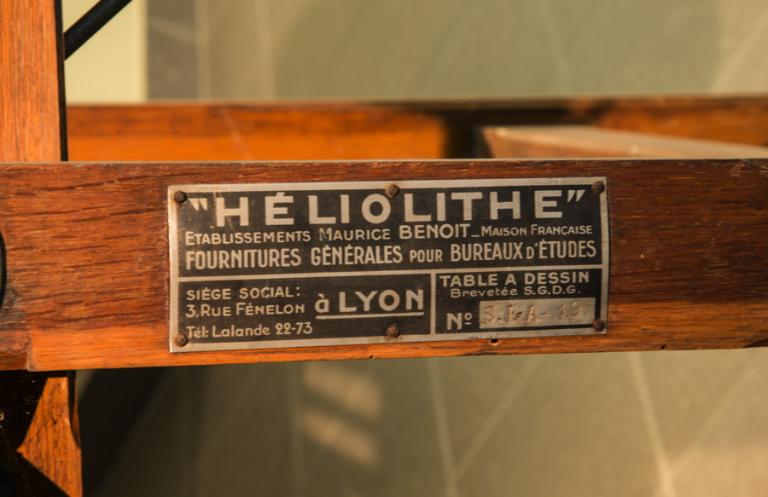 "HÉLIOLITHE"
ETABLISSEMENTS MAURICE BENOIT_MAISON FRANÇAISE
FOURNITURES GÉNÉRALES POUR BUREAUX D'ÉTUDES
SIÈGE SOCIAL:
3, RUE FÉNELON
à LYON
Tél: Lalande 22-73
TABLE A DESSIN
Brevetée S.G.D.G.
Nº